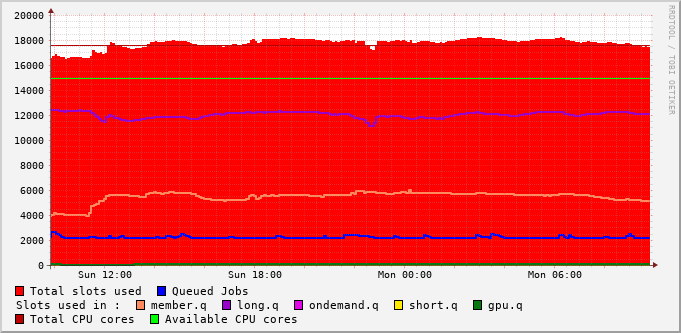 20000
18000
16000
14000
12000
10000
8000
6000
4000
2000
0
Sun 12:00 Sun 18:00 Mon 00:00 Mon 06:00
RRDTOOL / TOBI OETIKER
Total slots used Queued Jobs
Slots used in : member.q long.q ondemand.q short.q gpu.q
Total CPU cores Available CPU cores